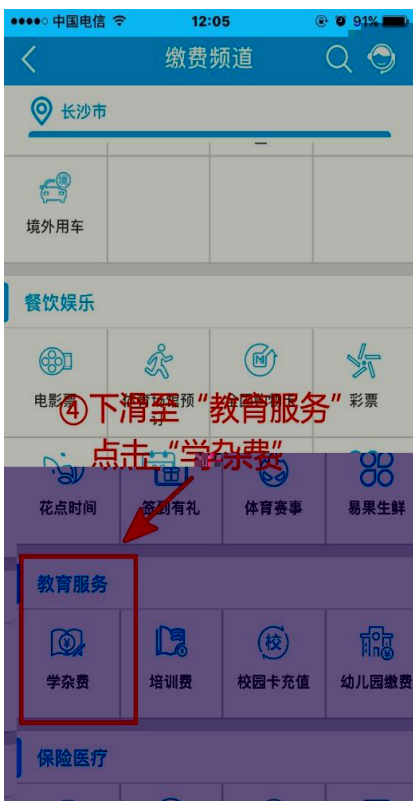 中国电信 12:05 91%
缴费频道
长沙市
境外用车
餐饮娱乐
电影票 彩票
④下滑至“教育服务”
点击“学杂费”
花点时间 签到有礼 体育赛事 易果生鲜
教育服务
学杂费 培训费 校园卡充值 幼儿园缴费
保险医疗